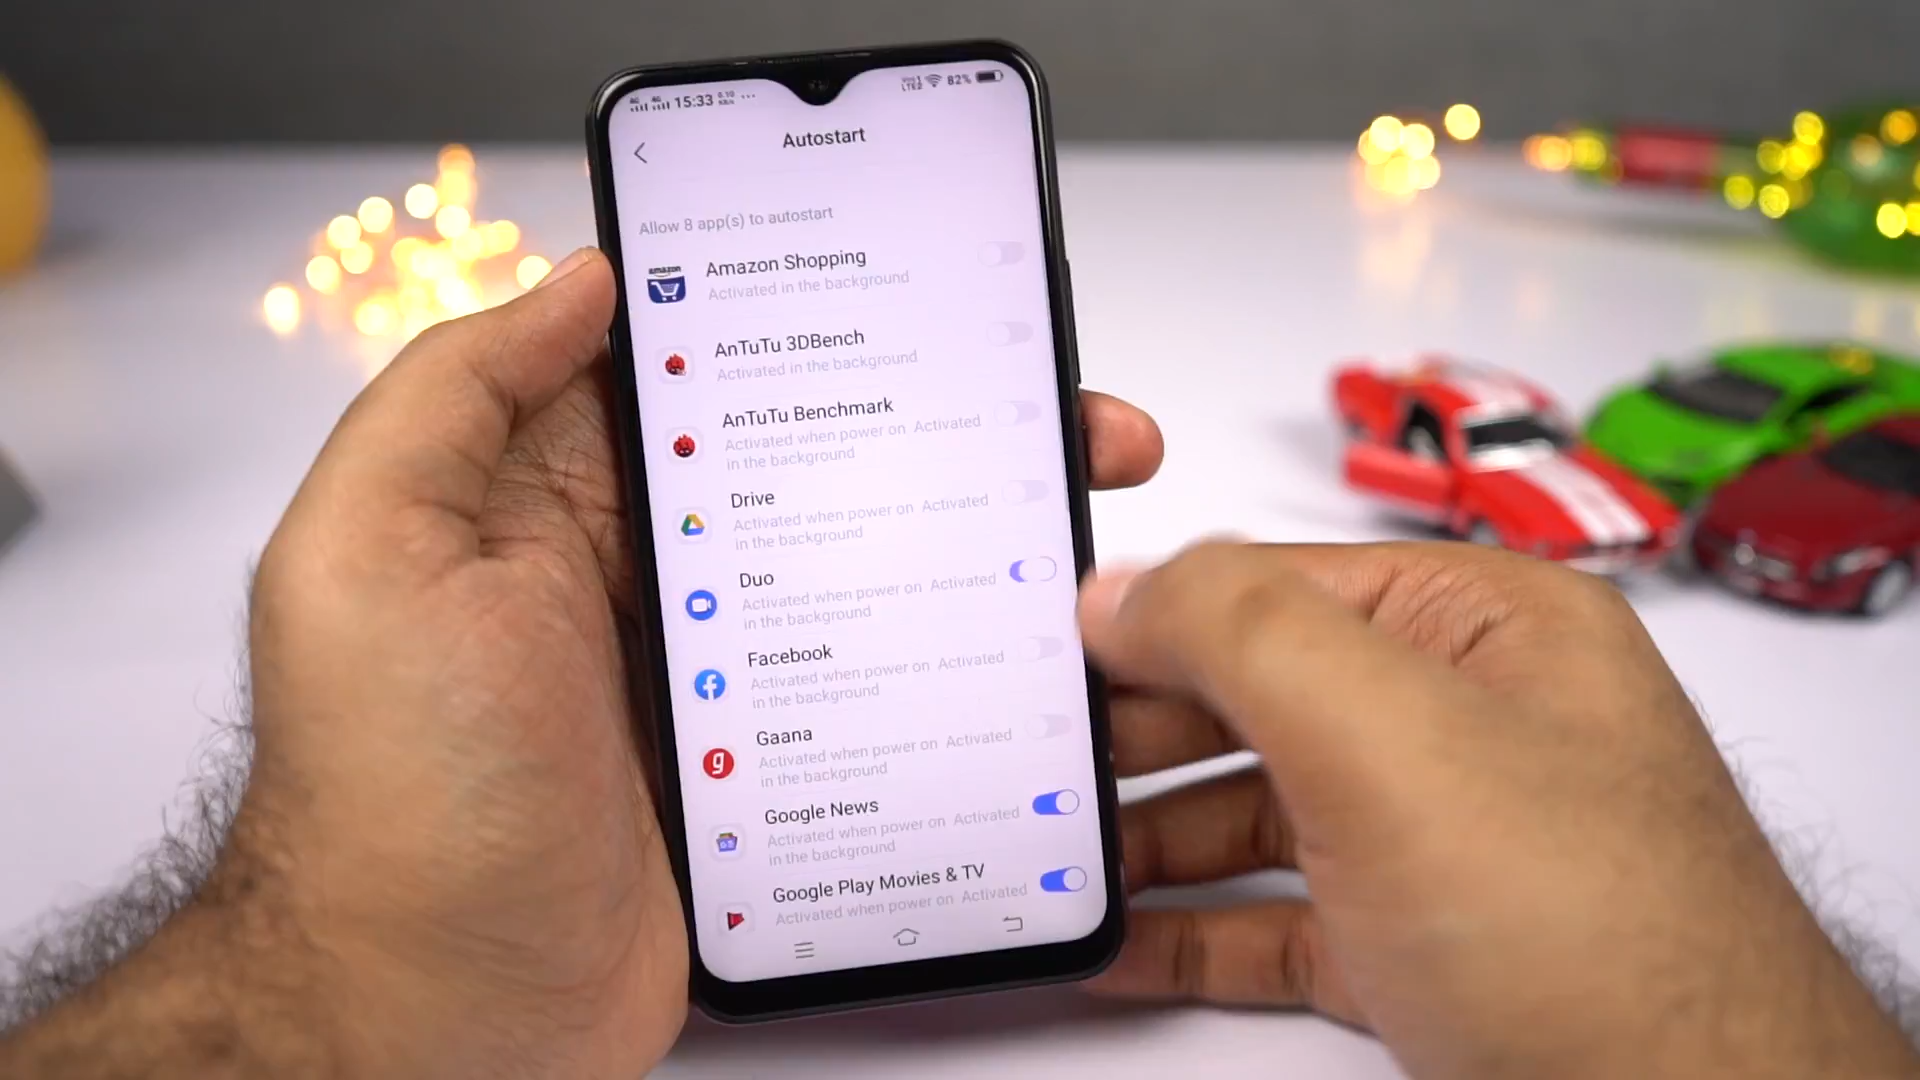 15:33 0.10 KB/s ... 82%
Autostart
Allow 8 app(s) to autostart
amazon
Amazon Shopping
Activated in the background
AnTuTu 3DBench
Activated in the background
AnTuTu Benchmark
Activated when power on Activated
in the background
Drive
Activated when power on Activated
in the background
Duo
Activated when power on Activated
in the background
Facebook
Activated when power on Activated
in the background
Gaana
Activated when power on Activated
in the background
Google News
Activated when power on Activated
in the background
Google Play Movies & TV
Activated when power on Activated